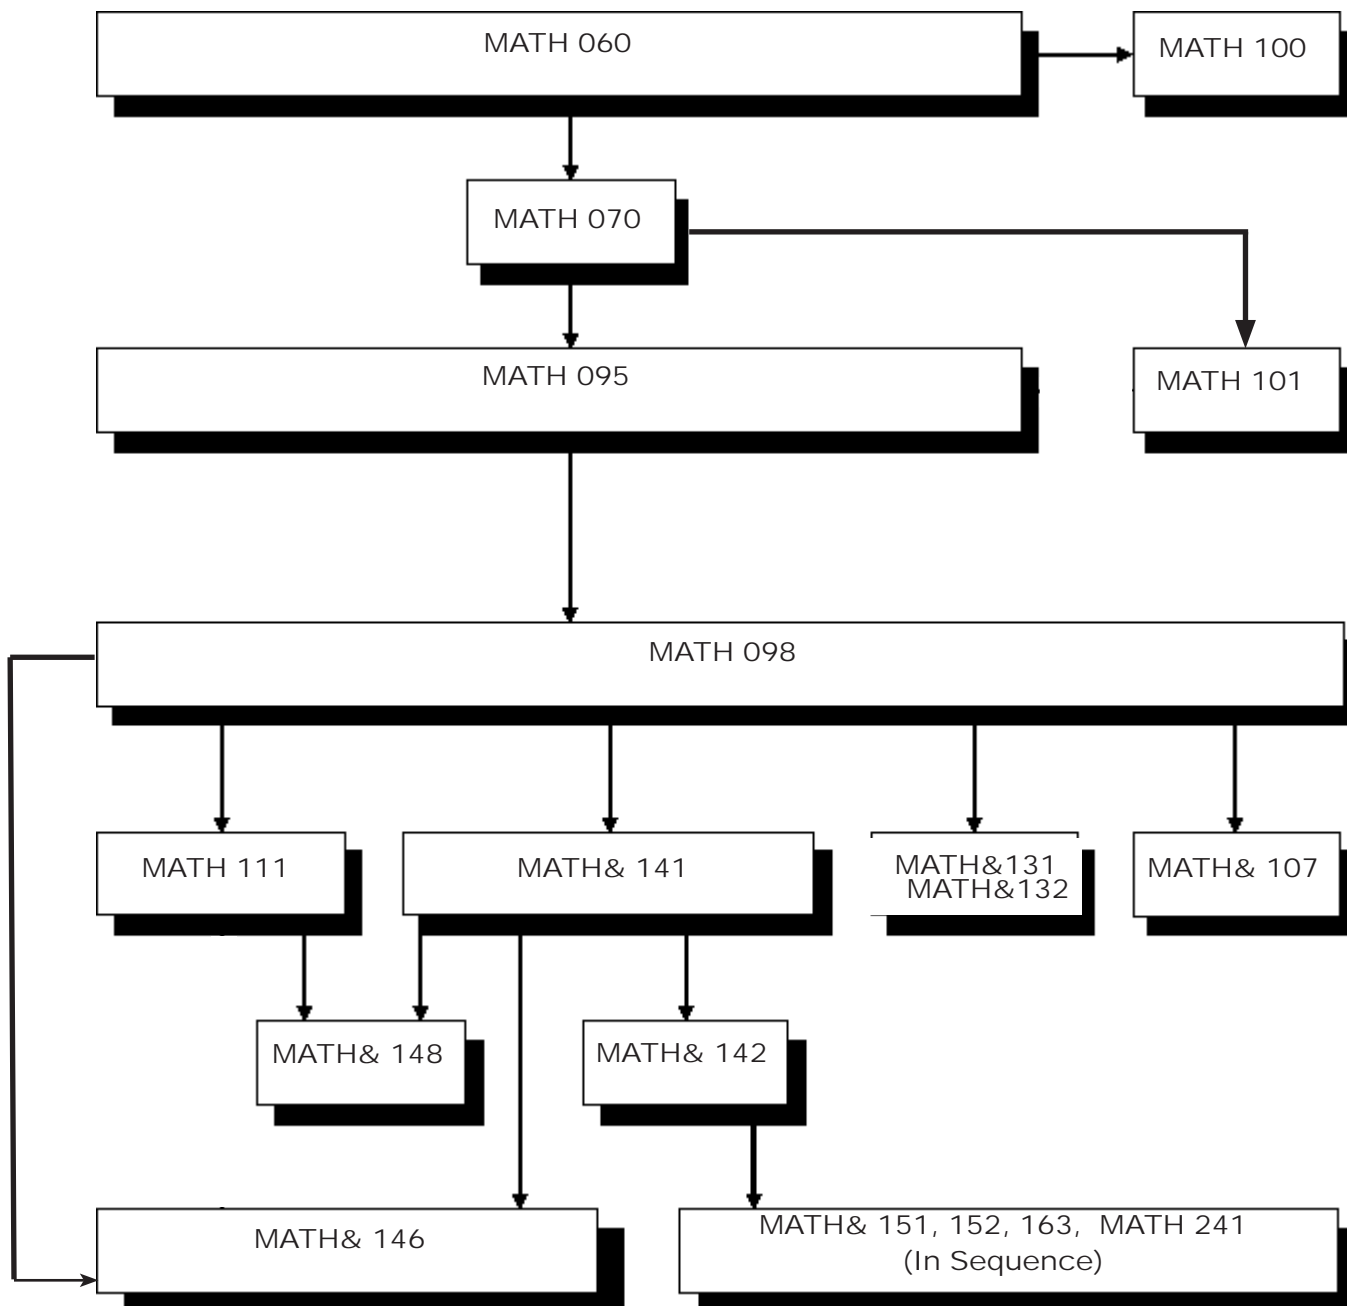 MATH 060
MATH 100
MATH 070
MATH 095
MATH 101
MATH 098
MATH 111
MATH& 141
MATH&131
MATH&132
MATH& 107
MATH& 148
MATH& 142
MATH& 146
MATH& 151, 152, 163, MATH 241
(In Sequence)